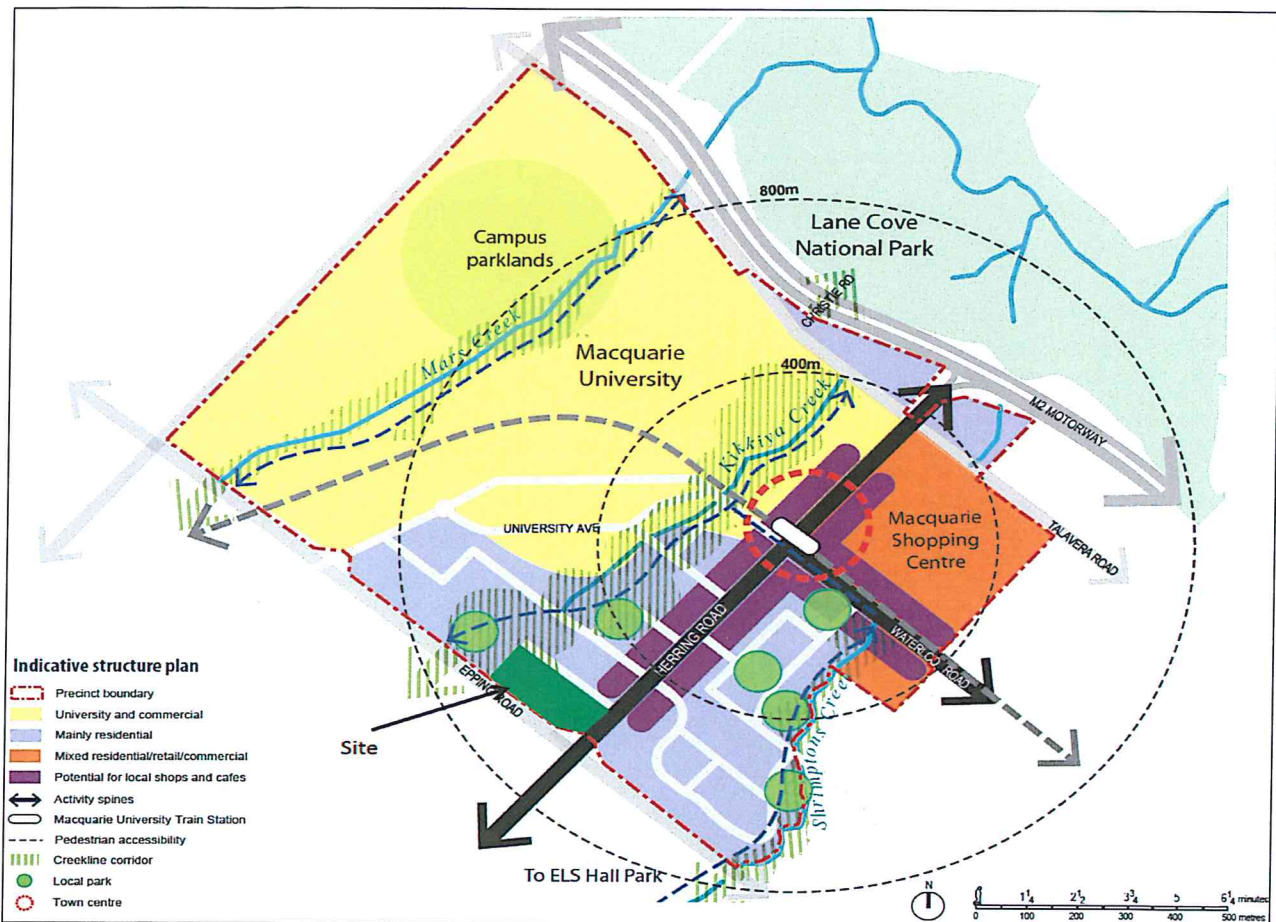 800m
Lane Cove
National Park
Campus
parklands
CHRISTIE RD
Mars Creek
Macquarie
University
400m
Kikkiya Creek
M2 MOTORWAY
UNIVERSITY AVE
Macquarie
Shopping
Centre
TALAVERA ROAD
HERRING ROAD
WATERLOO ROAD
EPPING ROAD
Site
Shrimptons Creek
To ELS Hall Park
Indicative structure plan
Precinct boundary
University and commercial
Mainly residential
Mixed residential/retail/commercial
Potential for local shops and cafes
Activity spines
Macquarie University Train Station
Pedestrian accessibility
Creekline corridor
Local park
Town centre
N
0 1¼ 2½ 3¾ 5 6¼ minutes
0 100 200 300 400 500 metres